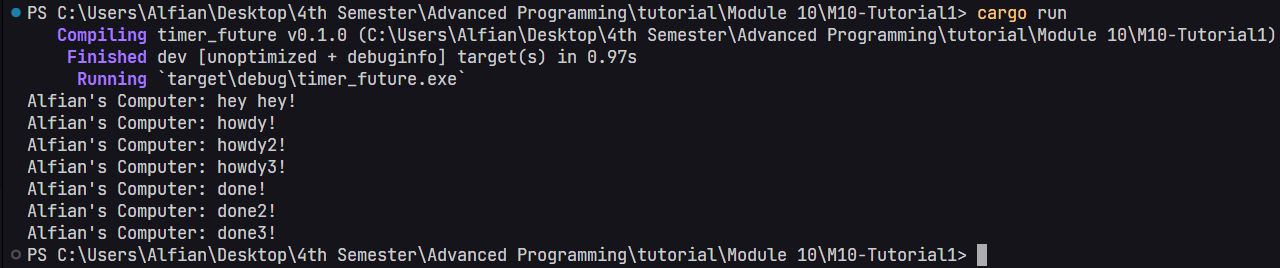 PS C:\Users\Alfian\Desktop\4th Semester\Advanced Programming\tutorial\Module 10\M10-Tutorial1> cargo run
Compiling timer_future v0.1.0 (C:\Users\Alfian\Desktop\4th Semester\Advanced Programming\tutorial\Module 10\M10-Tutorial1)
Finished dev [unoptimized + debuginfo] target(s) in 0.97s
Running `target\debug\timer_future.exe`
Alfian's Computer: hey hey!
Alfian's Computer: howdy!
Alfian's Computer: howdy2!
Alfian's Computer: howdy3!
Alfian's Computer: done!
Alfian's Computer: done2!
Alfian's Computer: done3!
PS C:\Users\Alfian\Desktop\4th Semester\Advanced Programming\tutorial\Module 10\M10-Tutorial1>